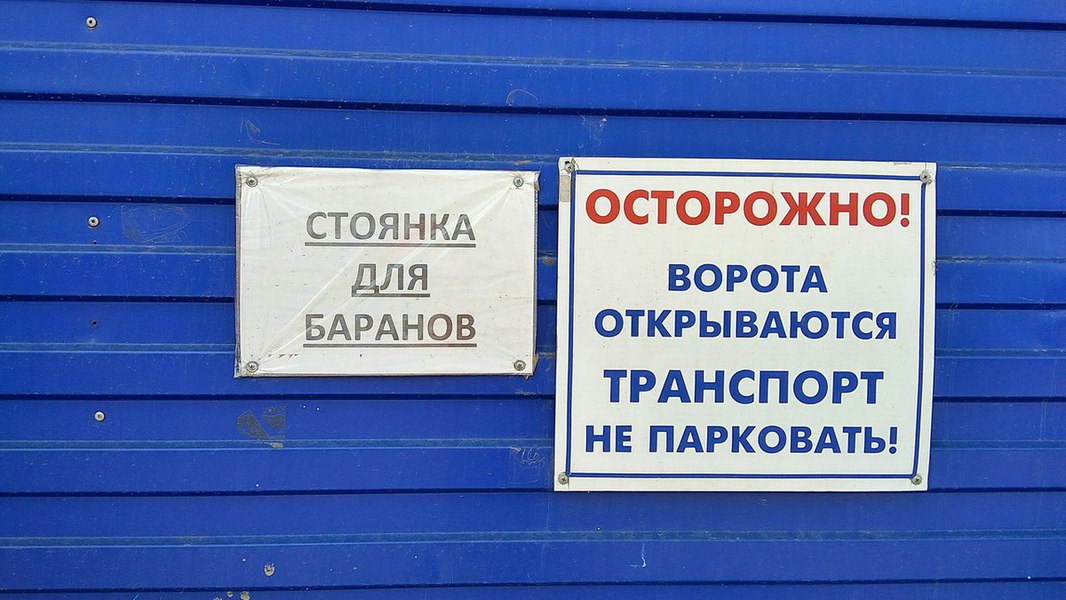 СТОЯНКА
ДЛЯ
БАРАНОВ
ОСТОРОЖНО!
ВОРОТА
ОТКРЫВАЮТСЯ
ТРАНСПОРТ
НЕ ПАРКОВАТЬ!